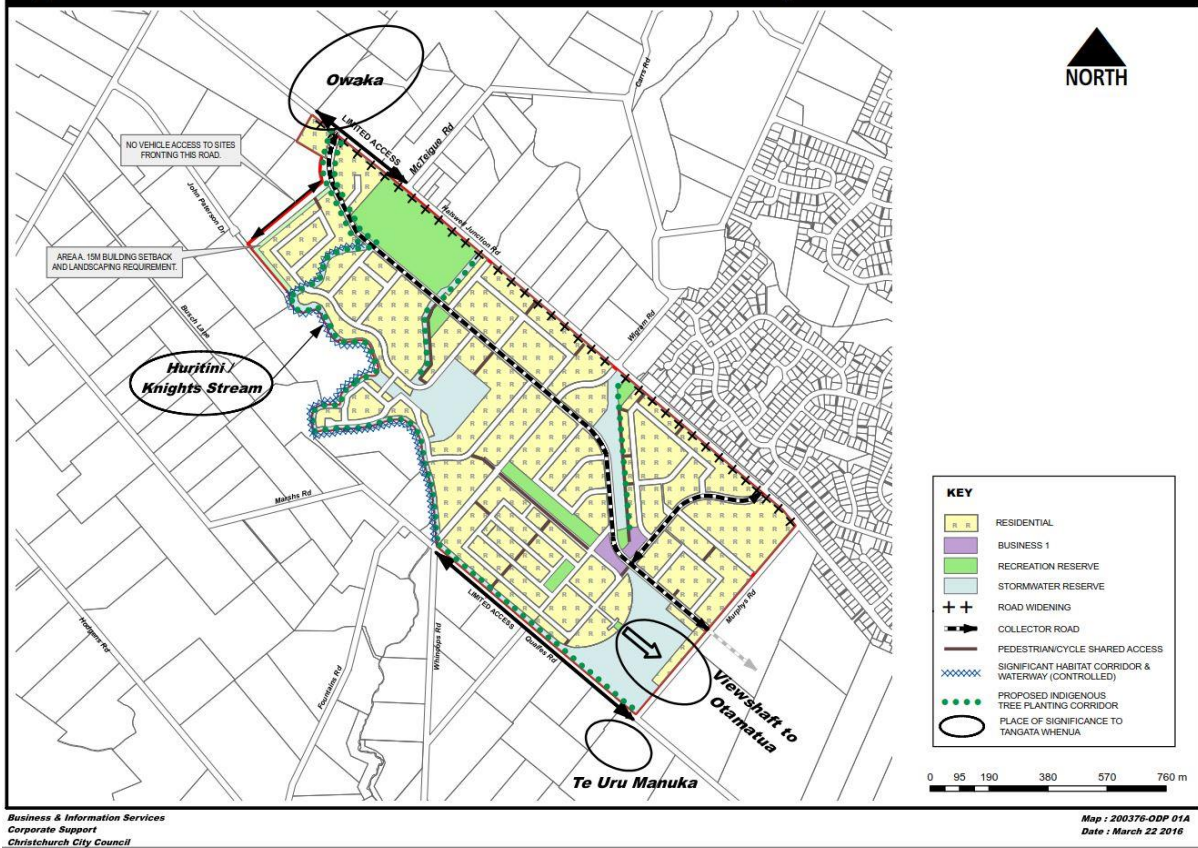 NORTH
Owaka
LIMITED ACCESS
McTeigue Rd
Carrs Rd
NO VEHICLE ACCESS TO SITES
FRONTING THIS ROAD.
John Paterson Dr
Halswell Junction Rd
AREA A. 15M BUILDING SETBACK
AND LANDSCAPING REQUIREMENT.
Busch Lane
Wigram Rd
Huritini /
Knights Stream
Marshs Rd
Hodgens Rd
Fountains Rd
Whincops Rd
LIMITED ACCESS
Quaifes Rd
Murphys Rd
Viewshaft to
Otamatua
Te Uru Manuka
KEY
R R
RESIDENTIAL
BUSINESS 1
RECREATION RESERVE
STORMWATER RESERVE
ROAD WIDENING
COLLECTOR ROAD
PEDESTRIAN/CYCLE SHARED ACCESS
SIGNIFICANT HABITAT CORRIDOR &
WATERWAY (CONTROLLED)
PROPOSED INDIGENOUS
TREE PLANTING CORRIDOR
PLACE OF SIGNIFICANCE TO
TANGATA WHENUA
0 95 190 380 570 760 m
Business & Information Services
Corporate Support
Christchurch City Council
Map : 200376-ODP 01A
Date : March 22 2016